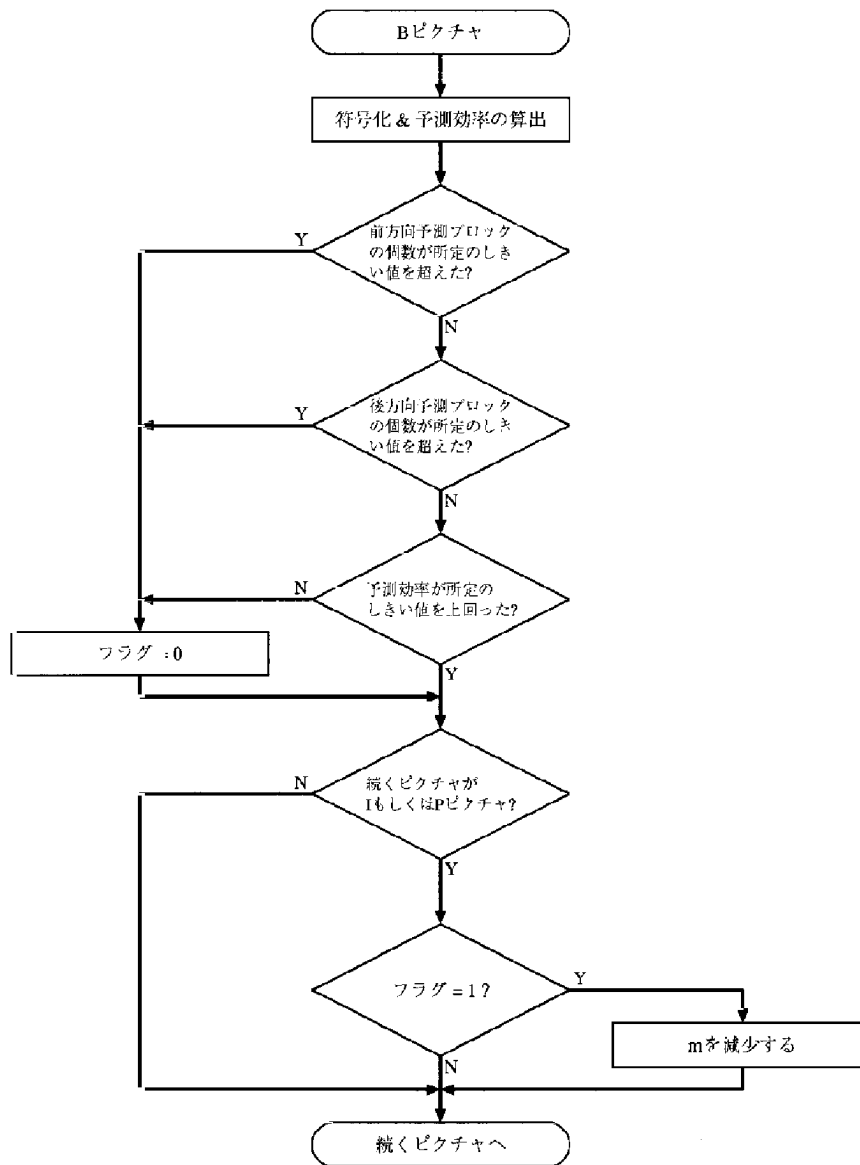 Bピクチャ
符号化 & 予測効率の算出
前方向予測ブロック
の個数が所定のしき
い値を超えた?
Y
N
後方向予測ブロック
の個数が所定のしき
い値を超えた?
Y
N
予測効率が所定の
しきい値を上回った?
N
Y
フラグ :0
続くピクチャが
IもしくはPピクチャ?
N
Y
フラグ = 1 ?
Y
N
mを減少する
続くピクチャへ